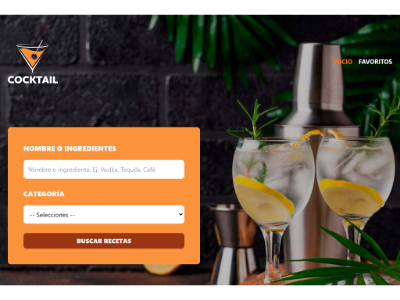 COCKTAIL
INICIO FAVORITOS
NOMBRE O INGREDIENTES
Nombre o ingrediente. Ej. Vodka, Tequila, Café
CATEGORÍA
-- Selecciones --
BUSCAR RECETAS